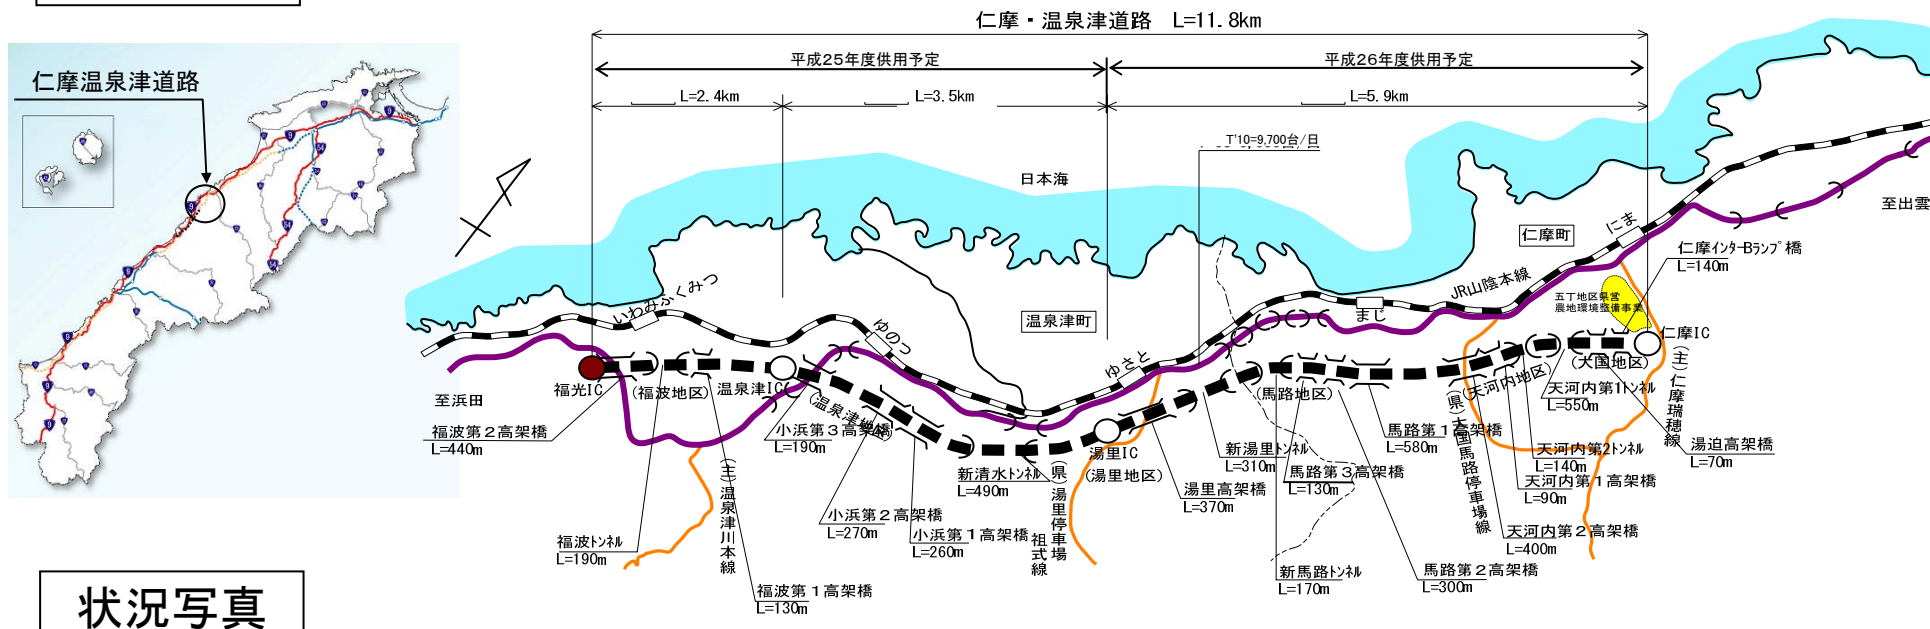 仁摩・温泉津道路 L=11.8km
平成25年度供用予定
平成26年度供用予定
L=2.4km
L=3.5km
L=5.9km
T'10=9,700台/日
仁摩温泉津道路
日本海
仁摩町
温泉津町
至出雲
至浜田
にま
JR山陰本線
まじ
ゆさと
ゆのつ
いわみふくみつ
仁摩ｲﾝﾀｰBﾗﾝﾌﾟ橋
L=140m
五丁地区県営
農地環境整備事業
仁摩IC
(大国地区)
(主)仁摩瑞穂線
天河内第1ﾄﾝﾈﾙ
L=550m
(天河内地区)
福光IC
(福波地区)
温泉津IC
(温泉津地区)
湯里IC
(湯里地区)
(馬路地区)
福波第２高架橋
L=440m
小浜第３高架橋
L=190m
新清水ﾄﾝﾈﾙ
L=490m
湯里高架橋
L=370m
新湯里ﾄﾝﾈﾙ
L=310m
馬路第３高架橋
L=130m
馬路第１高架橋
L=580m
(県)大国馬路停車場線
天河内第2ﾄﾝﾈﾙ
L=140m
天河内第１高架橋
L=90m
天河内第２高架橋
L=400m
湯迫高架橋
L=70m
(主)温泉津川本線
小浜第２高架橋
L=270m
小浜第１高架橋
L=260m
(県)湯里停車場
祖式線
福波ﾄﾝﾈﾙ
L=190m
福波第１高架橋
L=130m
新馬路ﾄﾝﾈﾙ
L=170m
馬路第２高架橋
L=300m
9
9
9
9
9
9
9
54
54
54
状況写真